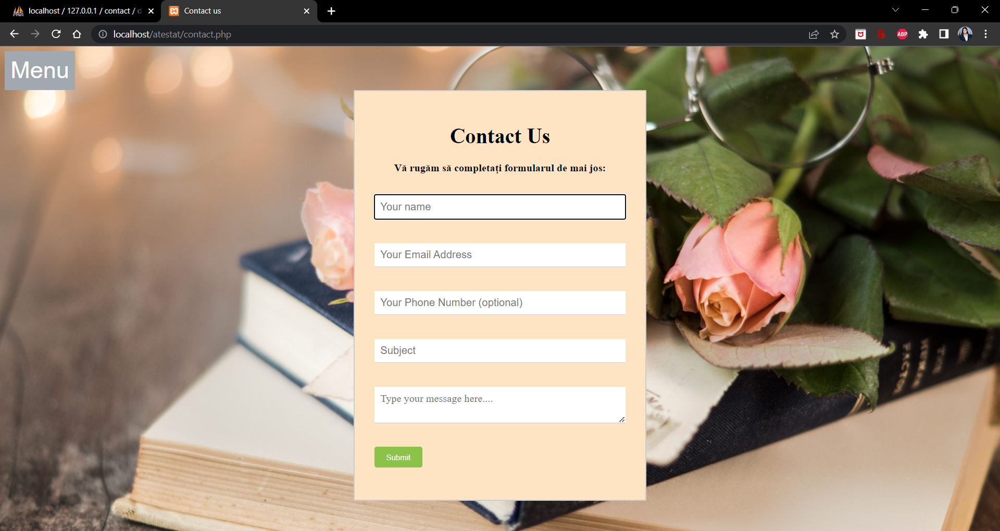 localhost / 127.0.0.1 / contact / d
Contact us
localhost/atestat/contact.php
ABP
Menu
Contact Us
Vă rugăm să completați formularul de mai jos:
Your name
Your Email Address
Your Phone Number (optional)
Subject
Type your message here....
Submit